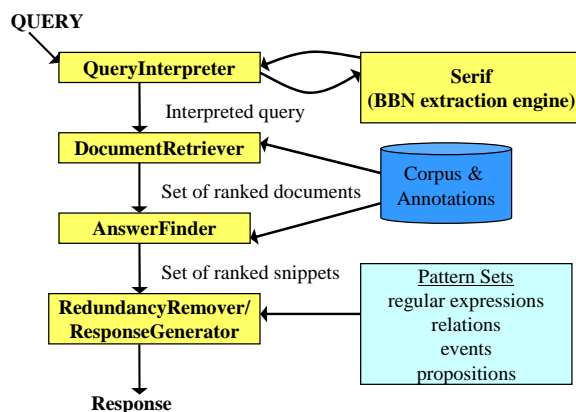 QUERY
QueryInterpreter
Serif
(BBN extraction engine)
Interpreted query
DocumentRetriever
Corpus &
Annotations
Set of ranked documents
AnswerFinder
Set of ranked snippets
Pattern Sets
regular expressions
relations
events
propositions
RedundancyRemover/
ResponseGenerator
Response